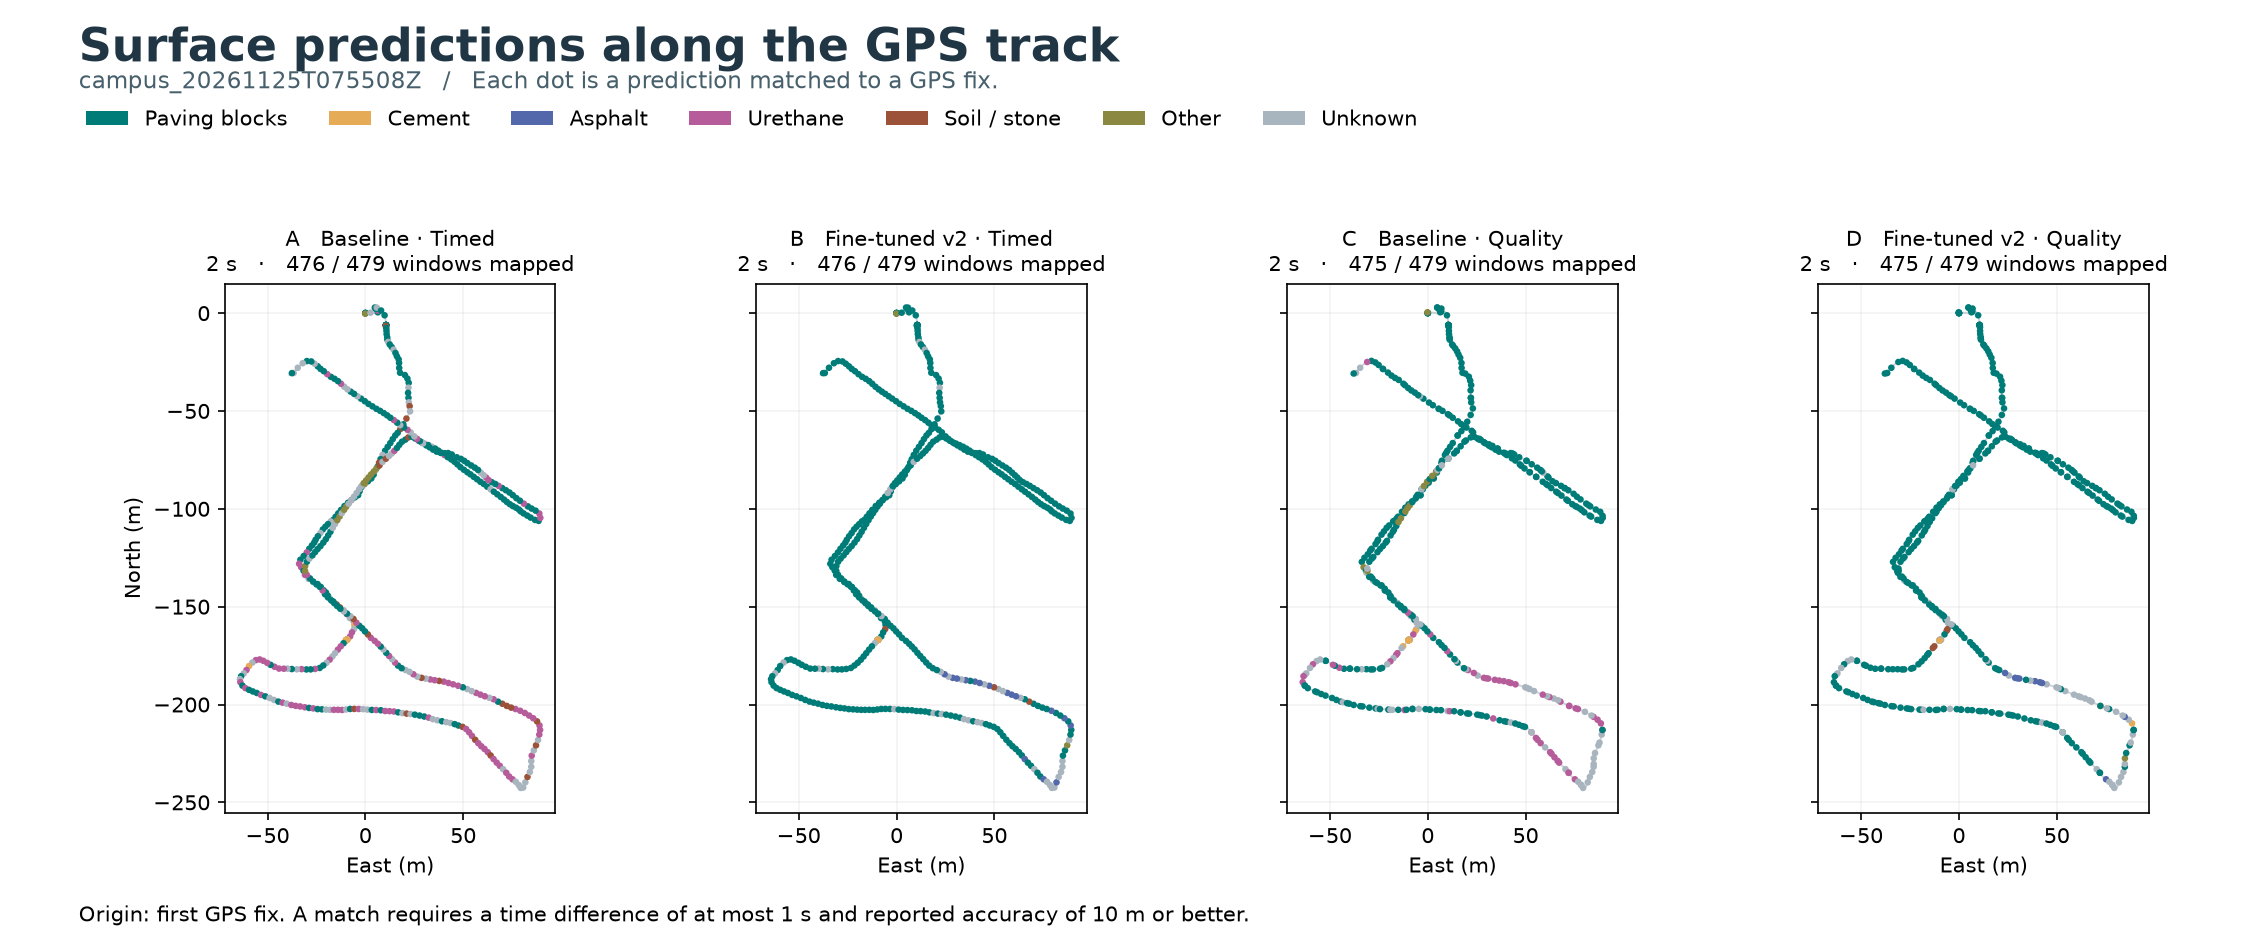 Surface predictions along the GPS track
campus_20261125T075508Z / Each dot is a prediction matched to a GPS fix.
Paving blocks Cement Asphalt Urethane Soil / stone Other Unknown
A Baseline · Timed
2 s · 476 / 479 windows mapped
B Fine-tuned v2 · Timed
2 s · 476 / 479 windows mapped
C Baseline · Quality
2 s · 475 / 479 windows mapped
D Fine-tuned v2 · Quality
2 s · 475 / 479 windows mapped
North (m)
0
−50
−100
−150
−200
−250
−50 0 50
East (m)
−50 0 50
East (m)
−50 0 50
East (m)
−50 0 50
East (m)
Origin: first GPS fix. A match requires a time difference of at most 1 s and reported accuracy of 10 m or better.